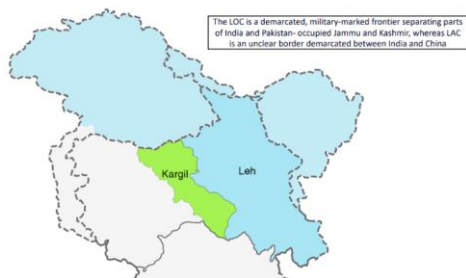 The LOC is a demarcated, military-marked frontier separating parts
of India and Pakistan- occupied Jammu and Kashmir, whereas LAC
is an unclear border demarcated between India and China
Kargil
Leh